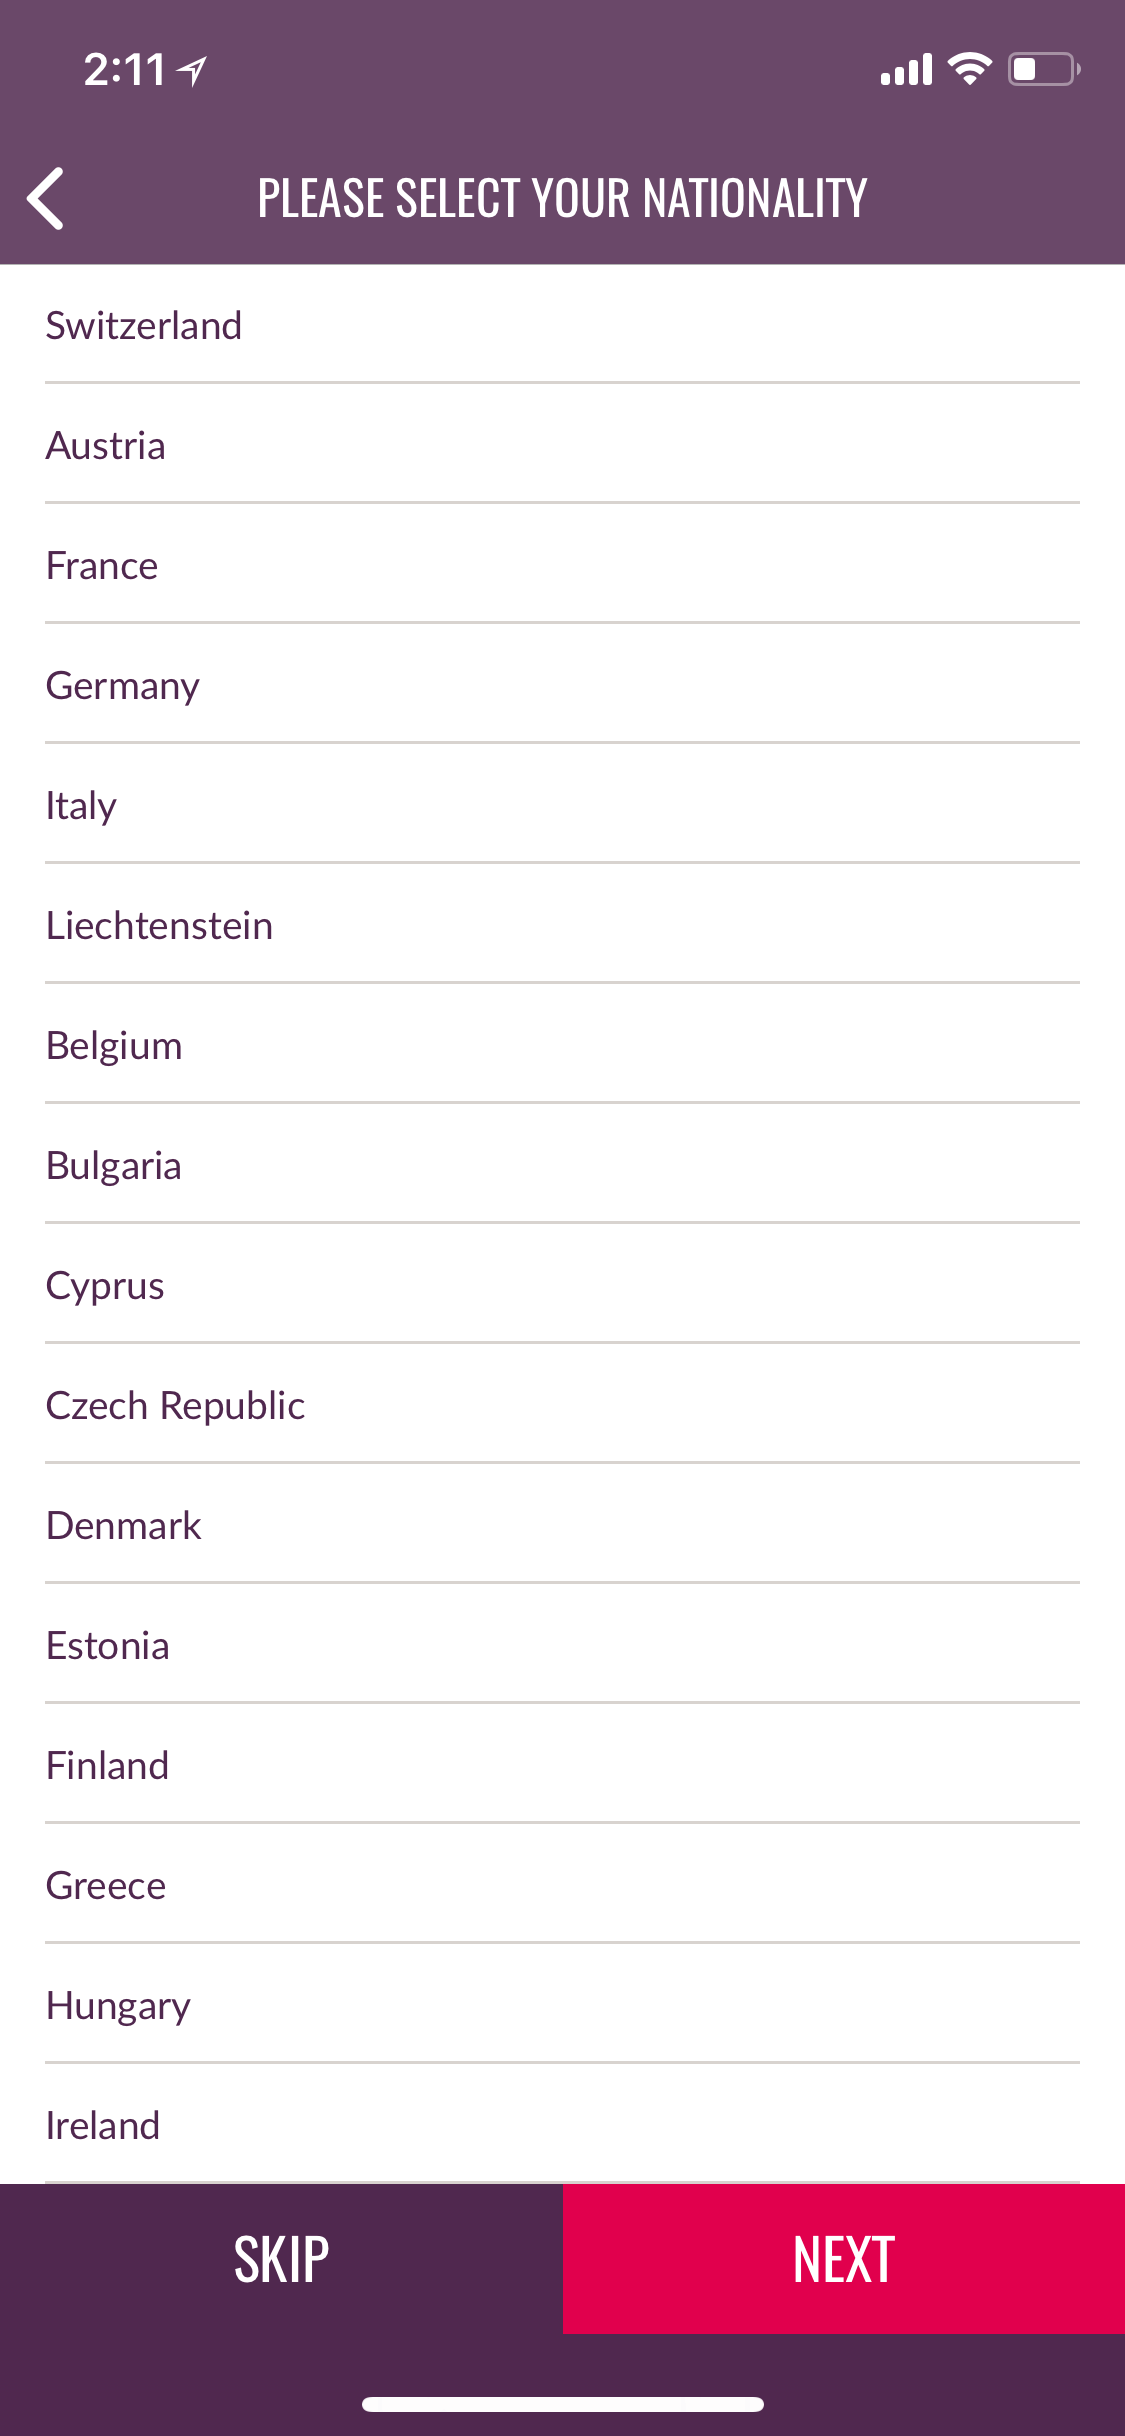 2:11
PLEASE SELECT YOUR NATIONALITY
Switzerland
Austria
France
Germany
Italy
Liechtenstein
Belgium
Bulgaria
Cyprus
Czech Republic
Denmark
Estonia
Finland
Greece
Hungary
Ireland
SKIP
NEXT